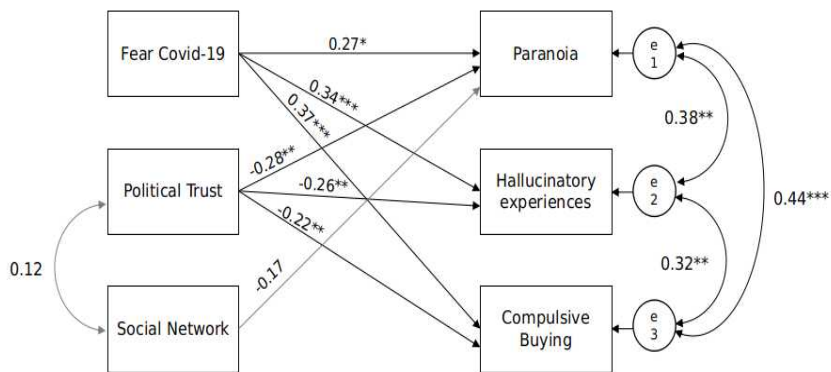 Fear Covid-19
0.27*
Paranoia
e
1
0.34***
0.37***
0.38**
-0.28**
Political Trust
-0.26**
Hallucinatory
experiences
e
2
0.44***
-0.22**
0.12
-0.17
0.32**
Social Network
Compulsive
Buying
e
3